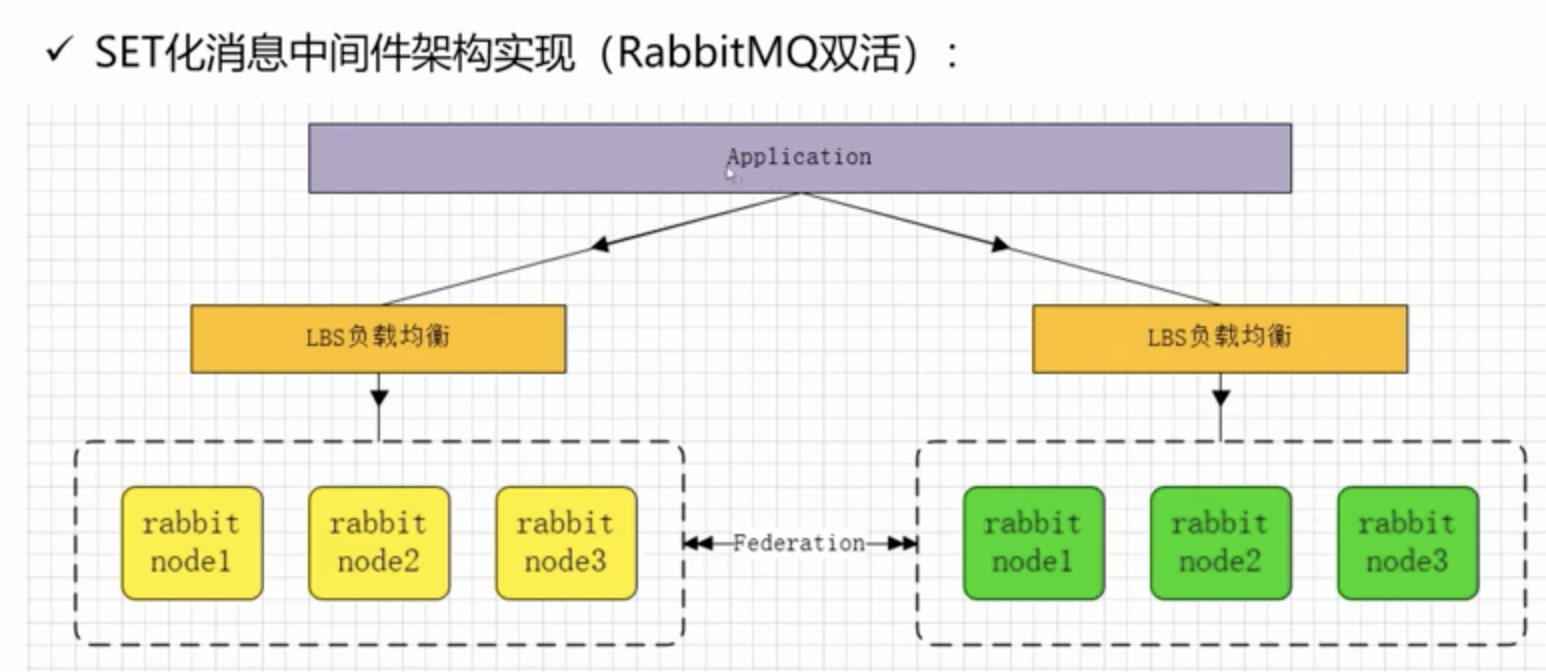 ✓ SET化消息中间件架构实现（RabbitMQ双活）:
Application
LBS负载均衡
LBS负载均衡
rabbit
node1
rabbit
node2
rabbit
node3
Federation
rabbit
node1
rabbit
node2
rabbit
node3